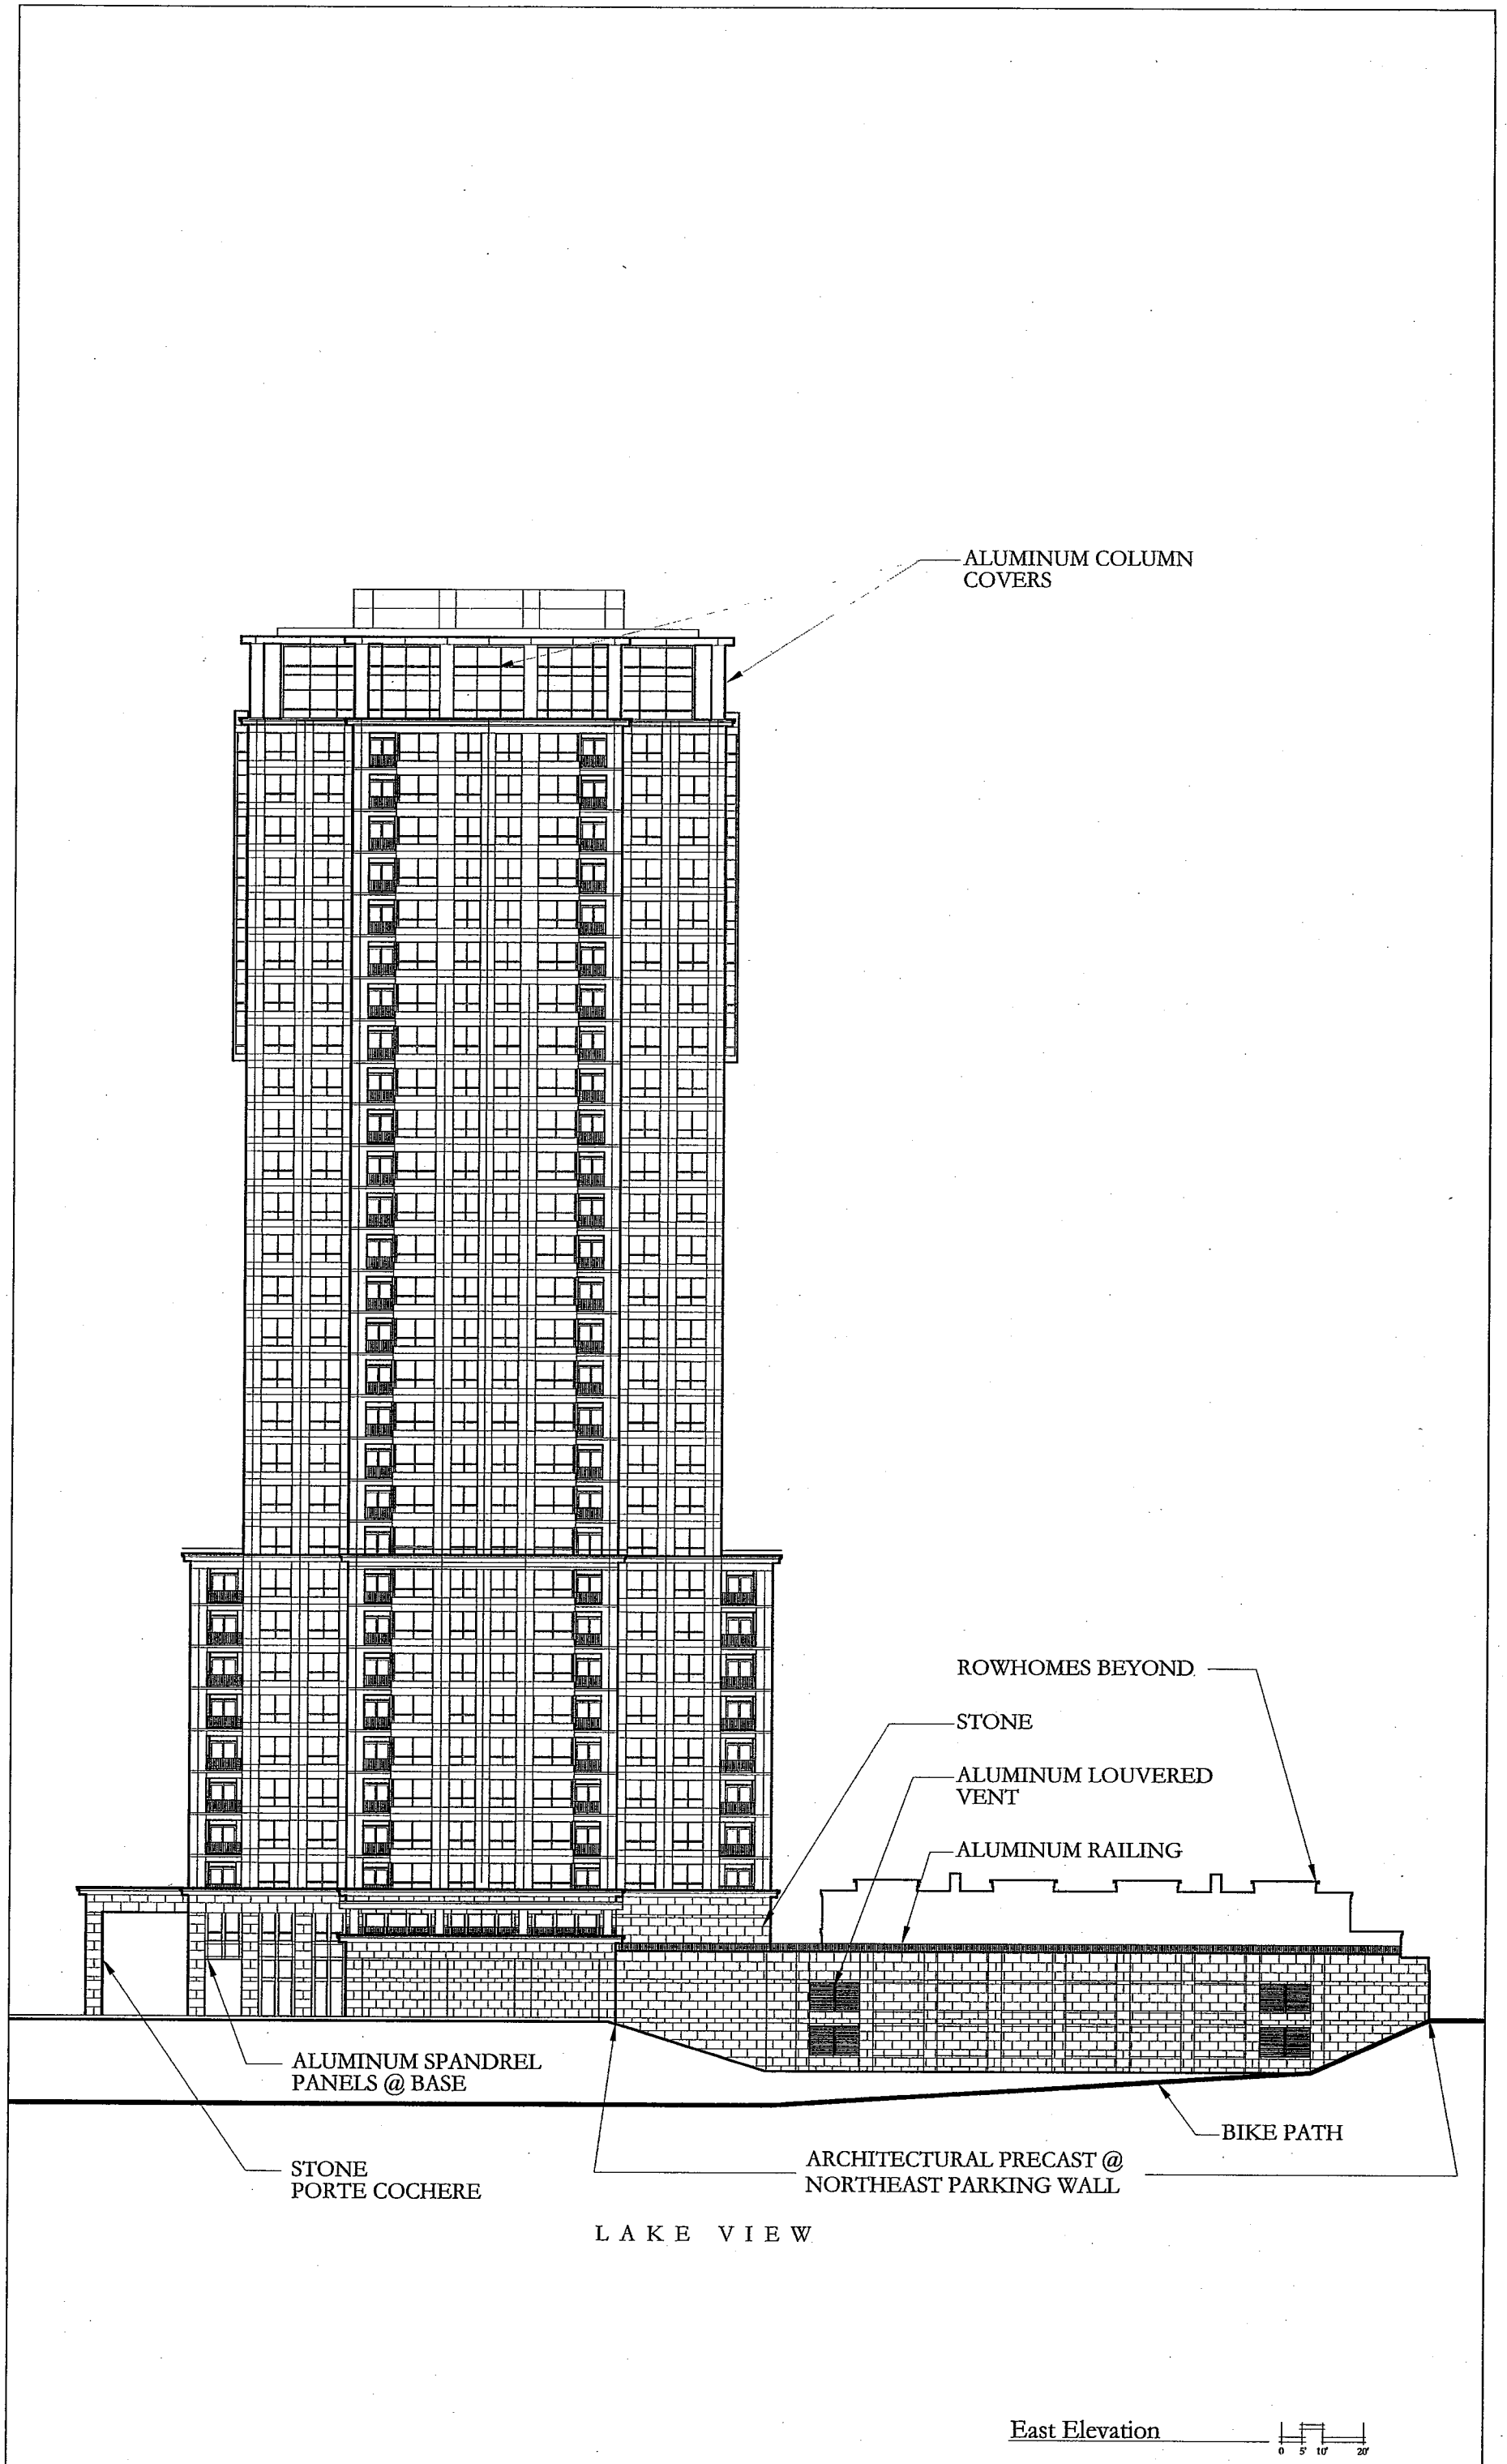 ALUMINUM COLUMN
COVERS
ROWHOMES BEYOND
STONE
ALUMINUM LOUVERED
VENT
ALUMINUM RAILING
ALUMINUM SPANDREL
PANELS @ BASE
BIKE PATH
STONE
PORTE COCHERE
ARCHITECTURAL PRECAST @
NORTHEAST PARKING WALL
LAKE VIEW
East Elevation
0 5' 10' 20'